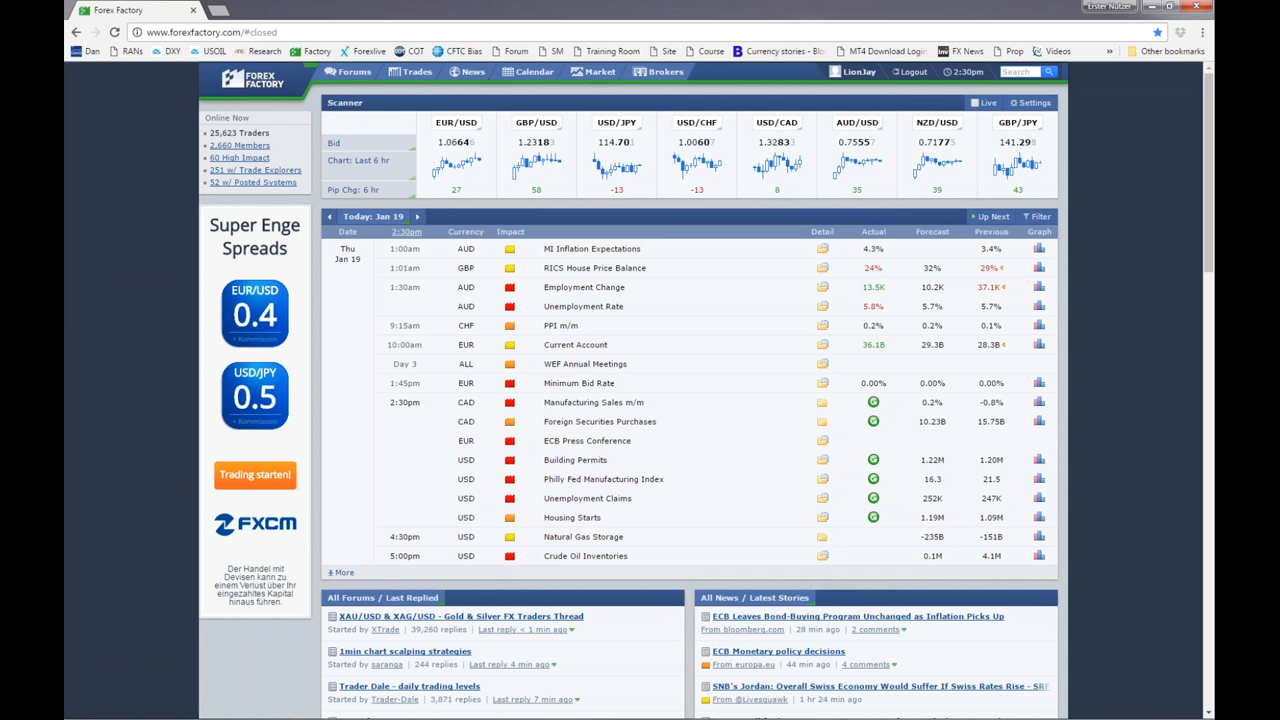 Forex Factory
Erster Nutzer
www.forexfactory.com/#closed
Dan RANs DXY USOIL Research Factory Forexlive COT CFTC Bias Forum SM Training Room Site Course Currency stories - Blo MT4 Download Login FX News Prop Videos » Other bookmarks
FOREX FACTORY Forums Trades News Calendar Market Brokers LionJay Logout 2:30pm Search
Online Now
25,623 Traders
2,660 Members
60 High Impact
251 w/ Trade Explorers
52 w/ Posted Systems
Super Enge
Spreads
EUR/USD
0.4
+ Kommission
USD/JPY
0.5
+ Kommission
Trading starten!
FXCM
Der Handel mit
Devisen kann zu
einem Verlust über Ihr
eingezahltes Kapital
hinaus führen.
Scanner Live Settings
EUR/USD GBP/USD USD/JPY USD/CHF USD/CAD AUD/USD NZD/USD GBP/JPY
Bid 1.06646 1.23183 114.701 1.00607 1.32833 0.75557 0.71775 141.298
Chart: Last 6 hr
Pip Chg: 6 hr 27 58 -13 -13 8 35 39 43
Today: Jan 19 Up Next Filter
Date 2:30pm Currency Impact Detail Actual Forecast Previous Graph
Thu Jan 19 1:00am AUD MI Inflation Expectations 4.3% 3.4%
1:01am GBP RICS House Price Balance 24% 32% 29%
1:30am AUD Employment Change 13.5K 10.2K 37.1K
AUD Unemployment Rate 5.8% 5.7% 5.7%
9:15am CHF PPI m/m 0.2% 0.2% 0.1%
10:00am EUR Current Account 36.1B 29.3B 28.3B
Day 3 ALL WEF Annual Meetings
1:45pm EUR Minimum Bid Rate 0.00% 0.00% 0.00%
2:30pm CAD Manufacturing Sales m/m 0.2% -0.8%
CAD Foreign Securities Purchases 10.23B 15.75B
EUR ECB Press Conference
USD Building Permits 1.22M 1.20M
USD Philly Fed Manufacturing Index 16.3 21.5
USD Unemployment Claims 252K 247K
USD Housing Starts 1.19M 1.09M
4:30pm USD Natural Gas Storage -235B -151B
5:00pm USD Crude Oil Inventories 0.1M 4.1M
More
All Forums / Last Replied
XAU/USD & XAG/USD - Gold & Silver FX Traders Thread
Started by XTrade | 39,260 replies | Last reply < 1 min ago
1min chart scalping strategies
Started by saranga | 244 replies | Last reply 4 min ago
Trader Dale - daily trading levels
Started by Trader-Dale | 3,871 replies | Last reply 7 min ago
All News / Latest Stories
ECB Leaves Bond-Buying Program Unchanged as Inflation Picks Up
From bloomberg.com | 28 min ago | 2 comments
ECB Monetary policy decisions
From europa.eu | 44 min ago | 4 comments
SNB's Jordan: Overall Swiss Economy Would Suffer If Swiss Rates Rise - SRF
From @Livesquawk | 1 hr 24 min ago